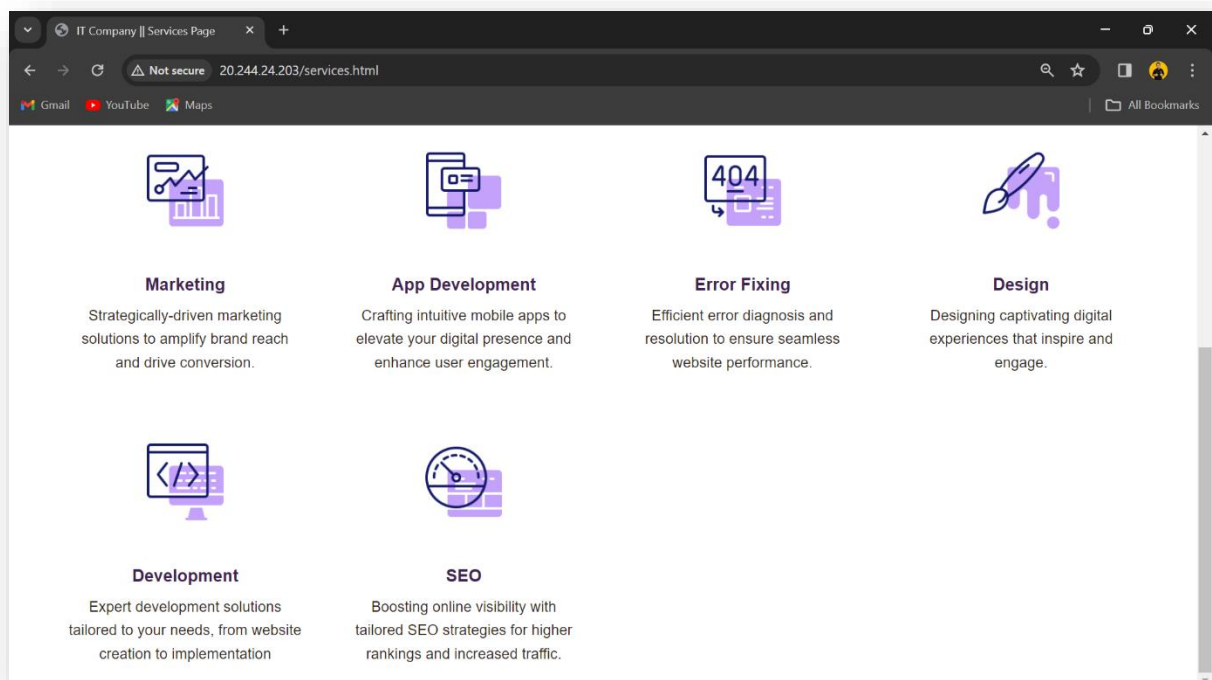 IT Company || Services Page
Not secure 20.244.24.203/services.html
Gmail YouTube Maps All Bookmarks
404
</>
Marketing
Strategically-driven marketing
solutions to amplify brand reach
and drive conversion.
App Development
Crafting intuitive mobile apps to
elevate your digital presence and
enhance user engagement.
Error Fixing
Efficient error diagnosis and
resolution to ensure seamless
website performance.
Design
Designing captivating digital
experiences that inspire and
engage.
Development
Expert development solutions
tailored to your needs, from website
creation to implementation
SEO
Boosting online visibility with
tailored SEO strategies for higher
rankings and increased traffic.